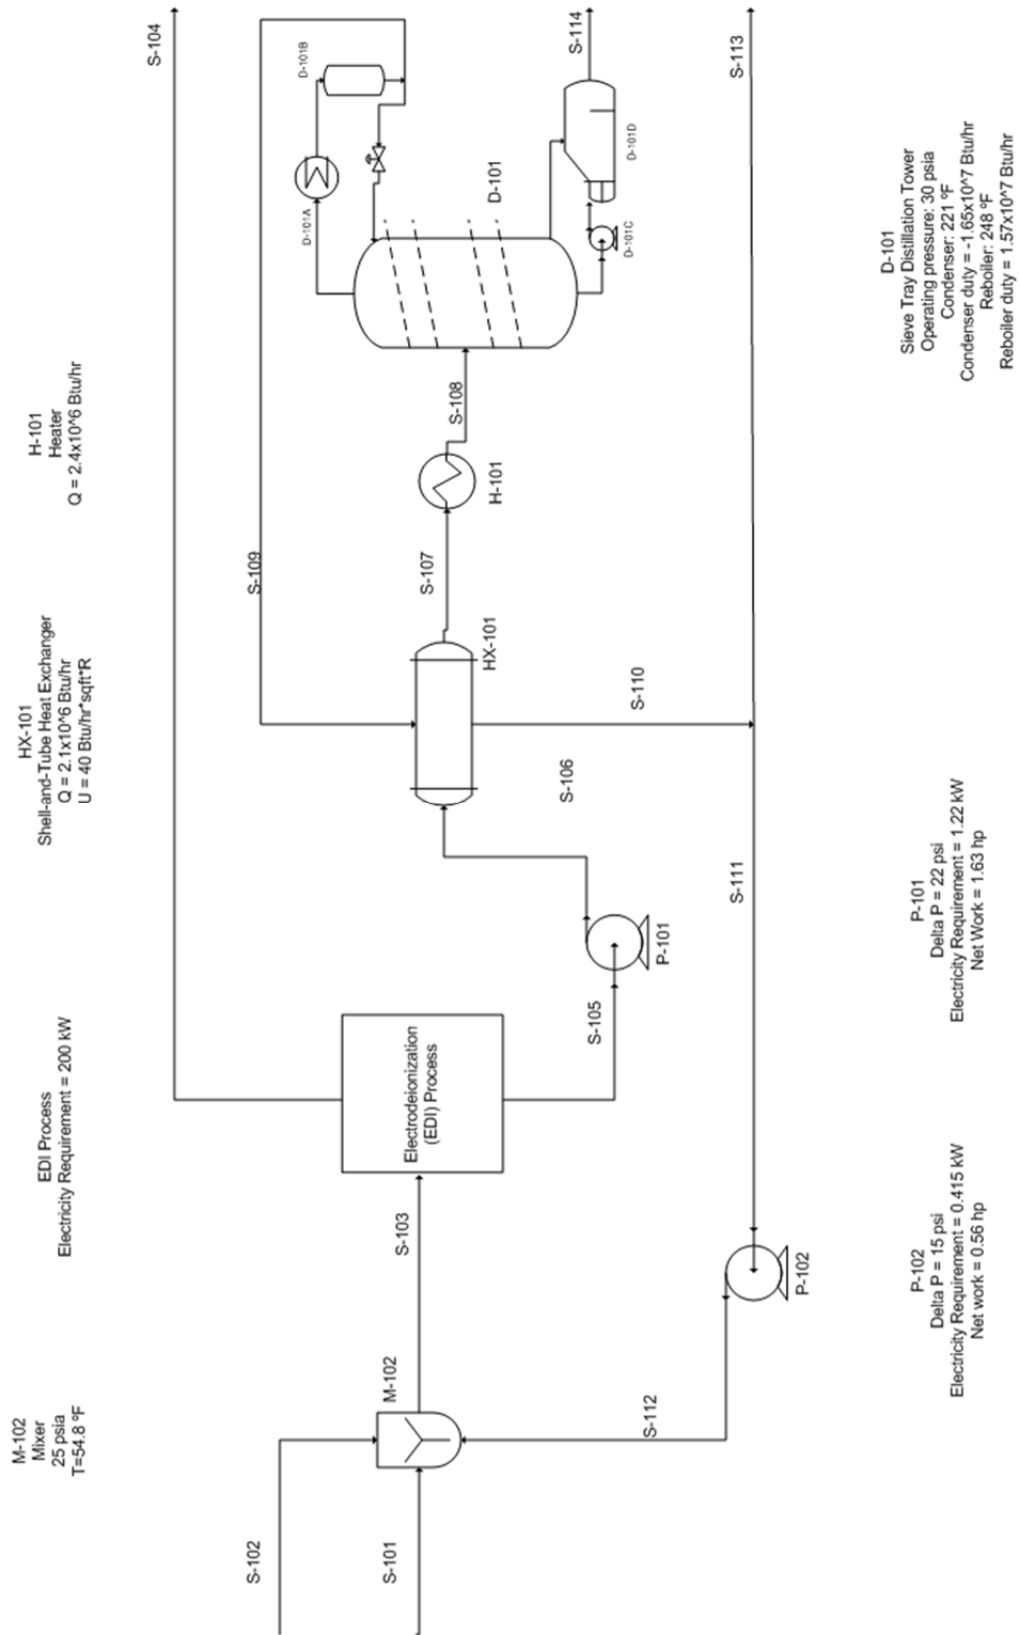 M-102
Mixer
25 psia
T=54.8 ºF
EDI Process
Electricity Requirement = 200 kW
HX-101
Shell-and-Tube Heat Exchanger
Q = 2.1x10^6 Btu/hr
U = 40 Btu/hr*sqft*R
H-101
Heater
Q = 2.4x10^6 Btu/hr
S-102
S-101
M-102
S-112
S-103
Electrodeionization
(EDI) Process
S-104
S-105
P-101
P-102
S-111
S-106
S-110
HX-101
S-109
S-107
H-101
S-108
D-101A
D-101B
D-101
D-101C
D-101D
S-114
S-113
P-102
Delta P = 15 psi
Electricity Requirement = 0.415 kW
Net work = 0.56 hp
P-101
Delta P = 22 psi
Electricity Requirement = 1.22 kW
Net Work = 1.63 hp
D-101
Sieve Tray Distillation Tower
Operating pressure: 30 psia
Condenser: 221 ºF
Condenser duty = -1.65x10^7 Btu/hr
Reboiler: 248 ºF
Reboiler duty = 1.57x10^7 Btu/hr